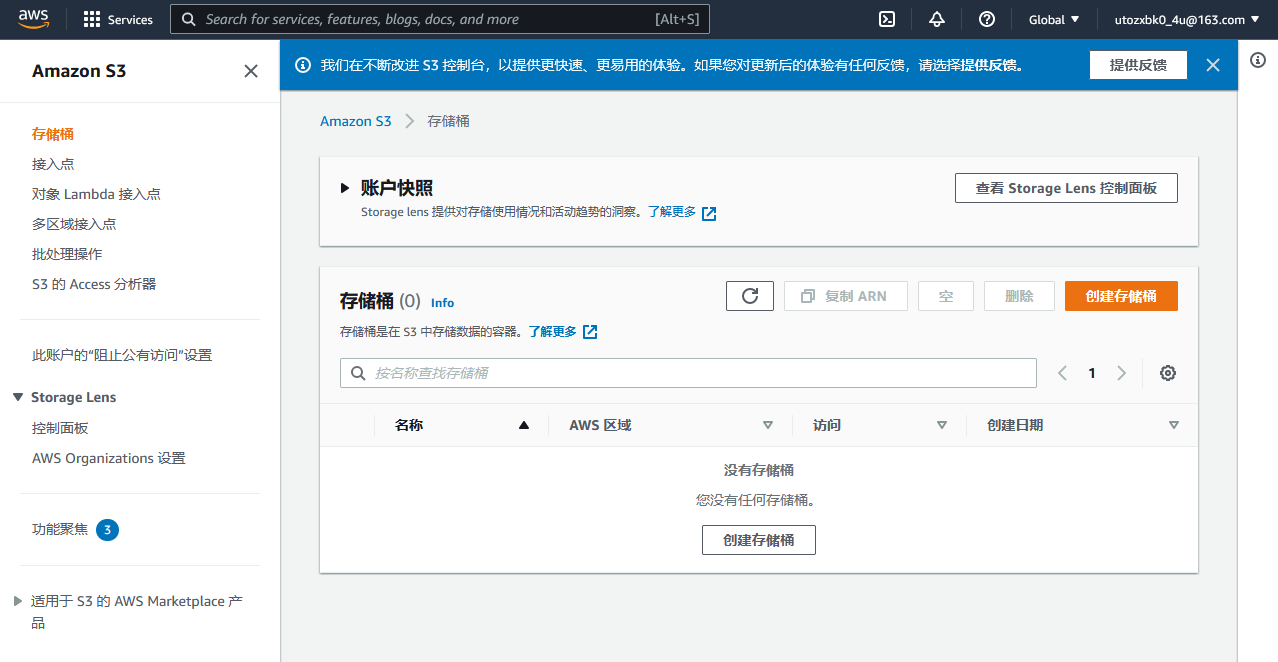 aws Services Search for services, features, blogs, docs, and more [Alt+S] Global utozxbk0_4u@163.com
Amazon S3
存储桶
接入点
对象 Lambda 接入点
多区域接入点
批处理操作
S3 的 Access 分析器
此账户的“阻止公有访问”设置
Storage Lens
控制面板
AWS Organizations 设置
功能聚焦 3
适用于 S3 的 AWS Marketplace 产
品
我们在不断改进 S3 控制台，以提供更快速、更易用的体验。如果您对更新后的体验有任何反馈，请选择提供反馈。 提供反馈
Amazon S3 存储桶
账户快照 查看 Storage Lens 控制面板
Storage lens 提供对存储使用情况和活动趋势的洞察。了解更多
存储桶 (0) Info 复制 ARN 空 删除 创建存储桶
存储桶是在 S3 中存储数据的容器。了解更多
按名称查找存储桶 1
名称 AWS 区域 访问 创建日期
没有存储桶
您没有任何存储桶。
创建存储桶